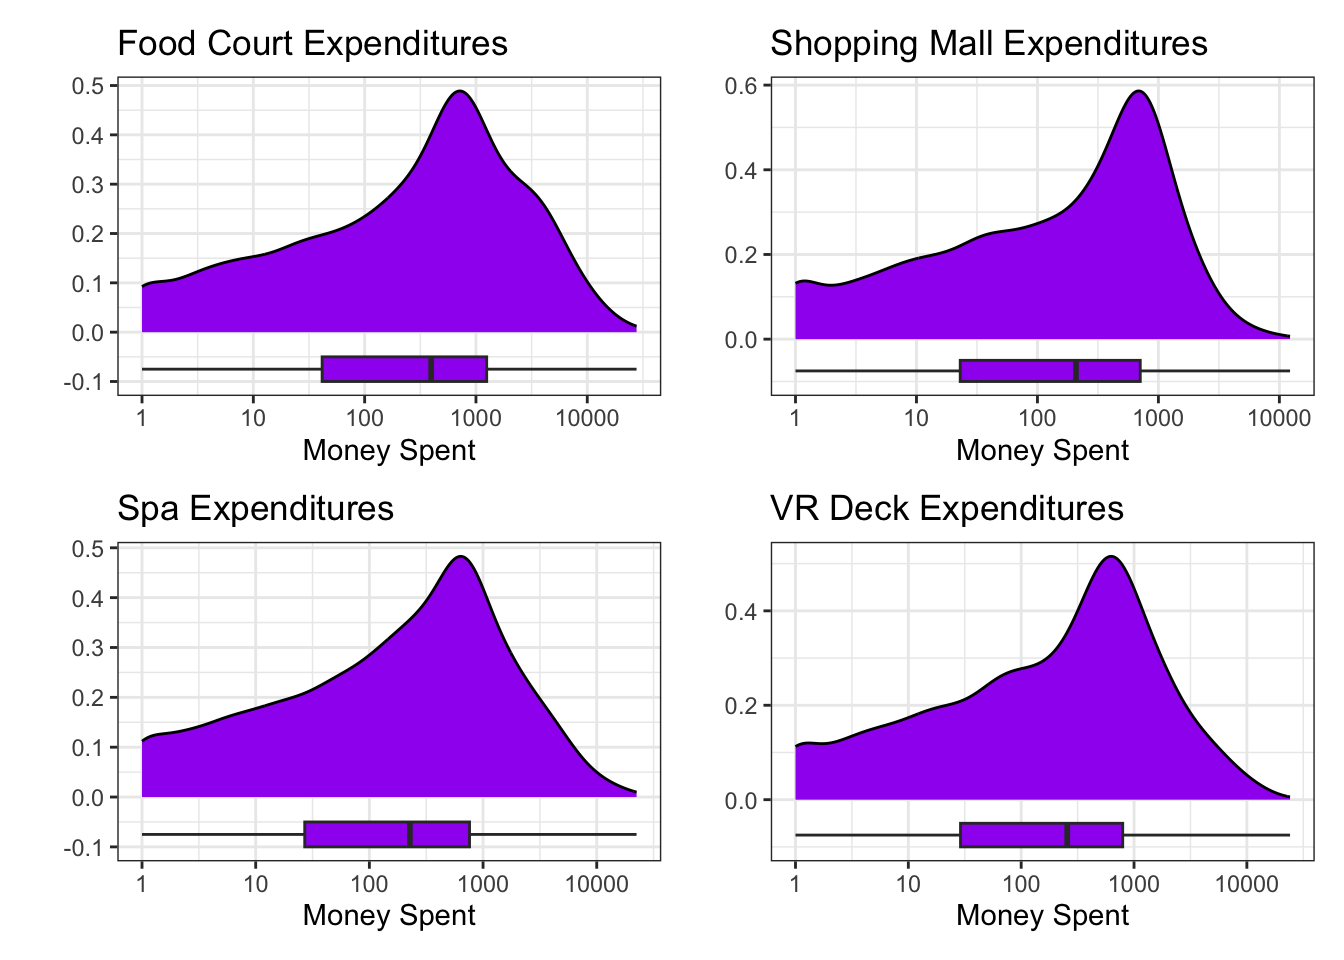 Food Court Expenditures
0.5
0.4
0.3
0.2
0.1
0.0
-0.1
1 10 100 1000 10000
Money Spent
Shopping Mall Expenditures
0.6
0.4
0.2
0.0
1 10 100 1000 10000
Money Spent
Spa Expenditures
0.5
0.4
0.3
0.2
0.1
0.0
-0.1
1 10 100 1000 10000
Money Spent
VR Deck Expenditures
0.4
0.2
0.0
1 10 100 1000 10000
Money Spent